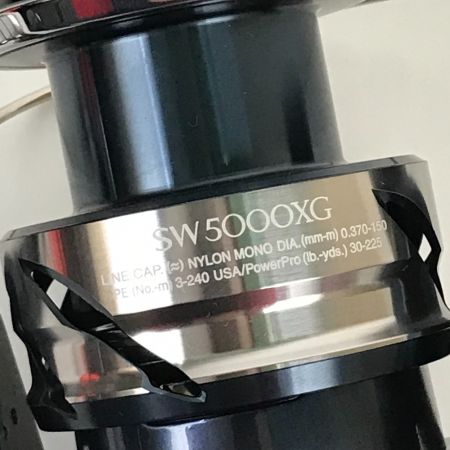 SW5000XG
LINE CAP. (≈) NYLON MONO DIA.(mm-m) 0.370-150
PE (No.-m) 3-240 USA/PowerPro (lb.-yds.) 30-225